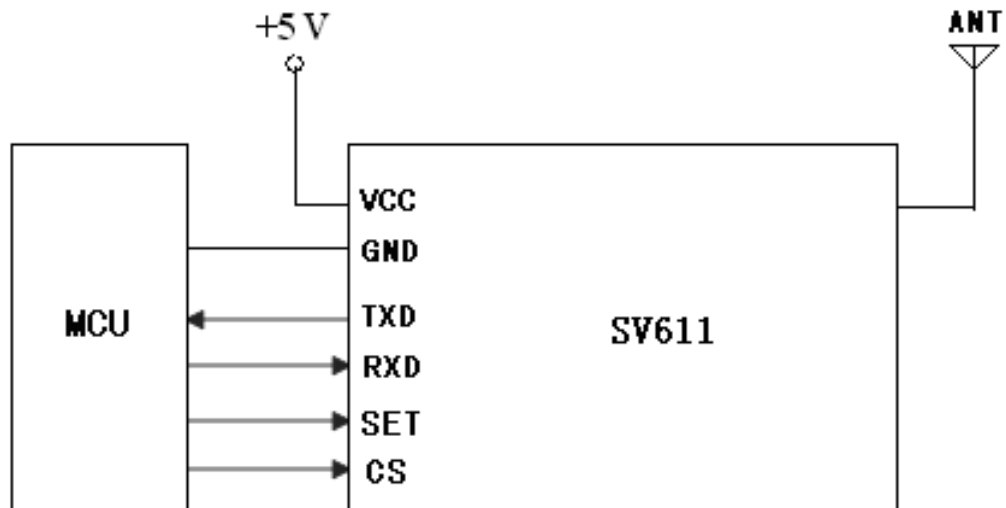 +5 V
ANT
VCC
GND
TXD
MCU
SV611
RXD
SET
CS